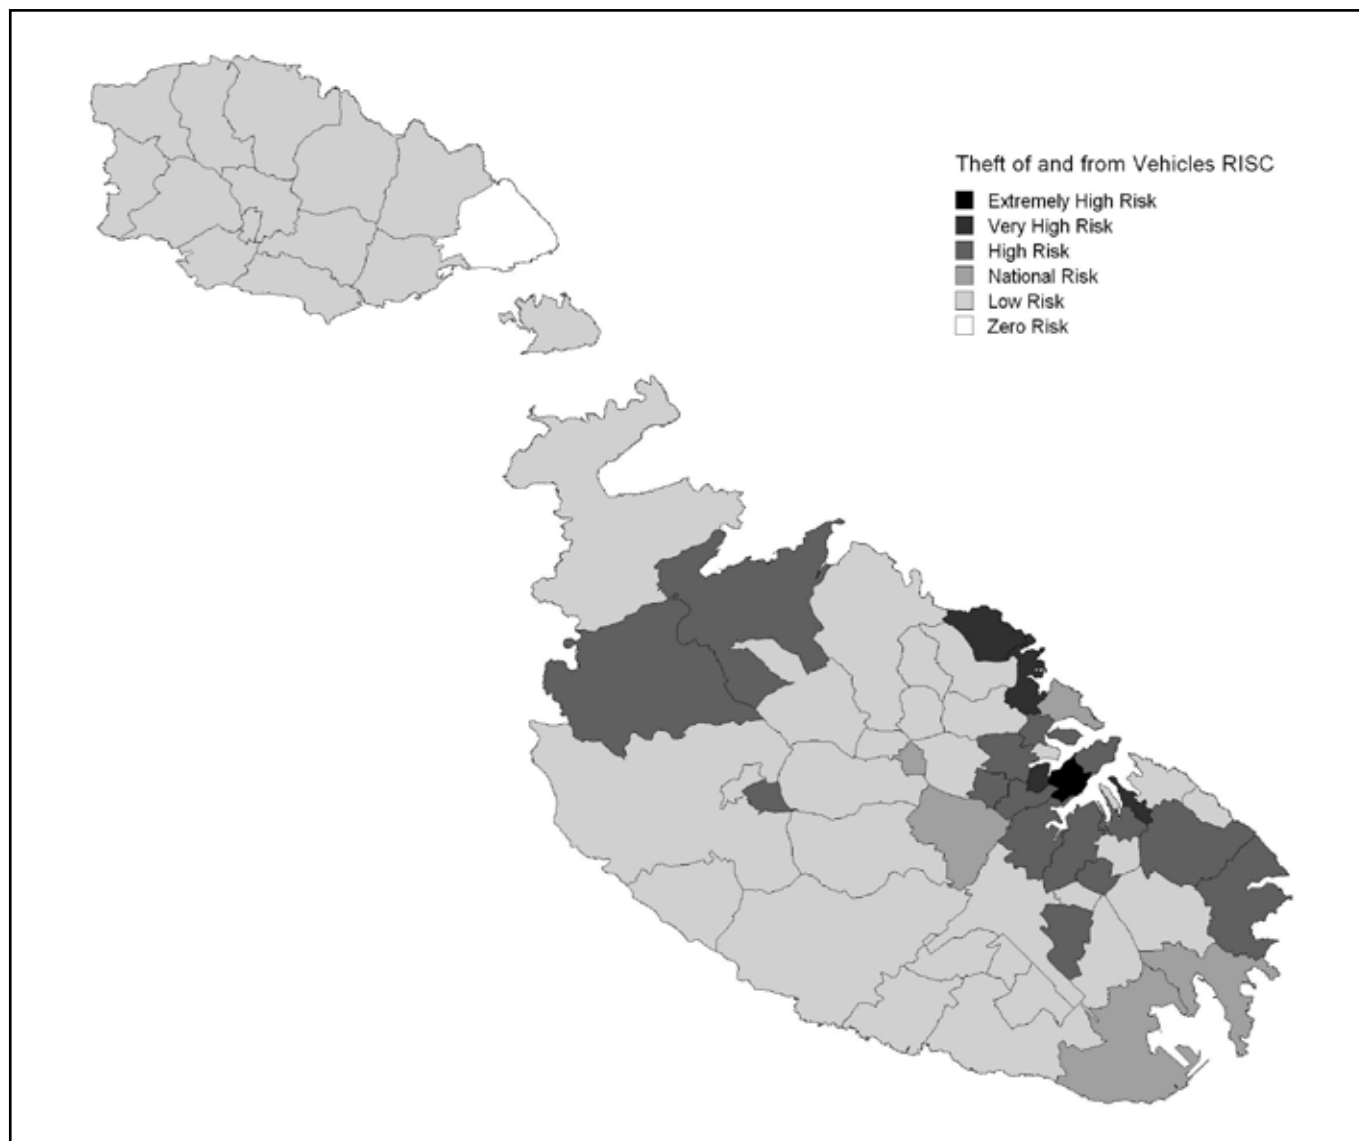 Theft of and from Vehicles RISC
Extremely High Risk
Very High Risk
High Risk
National Risk
Low Risk
Zero Risk